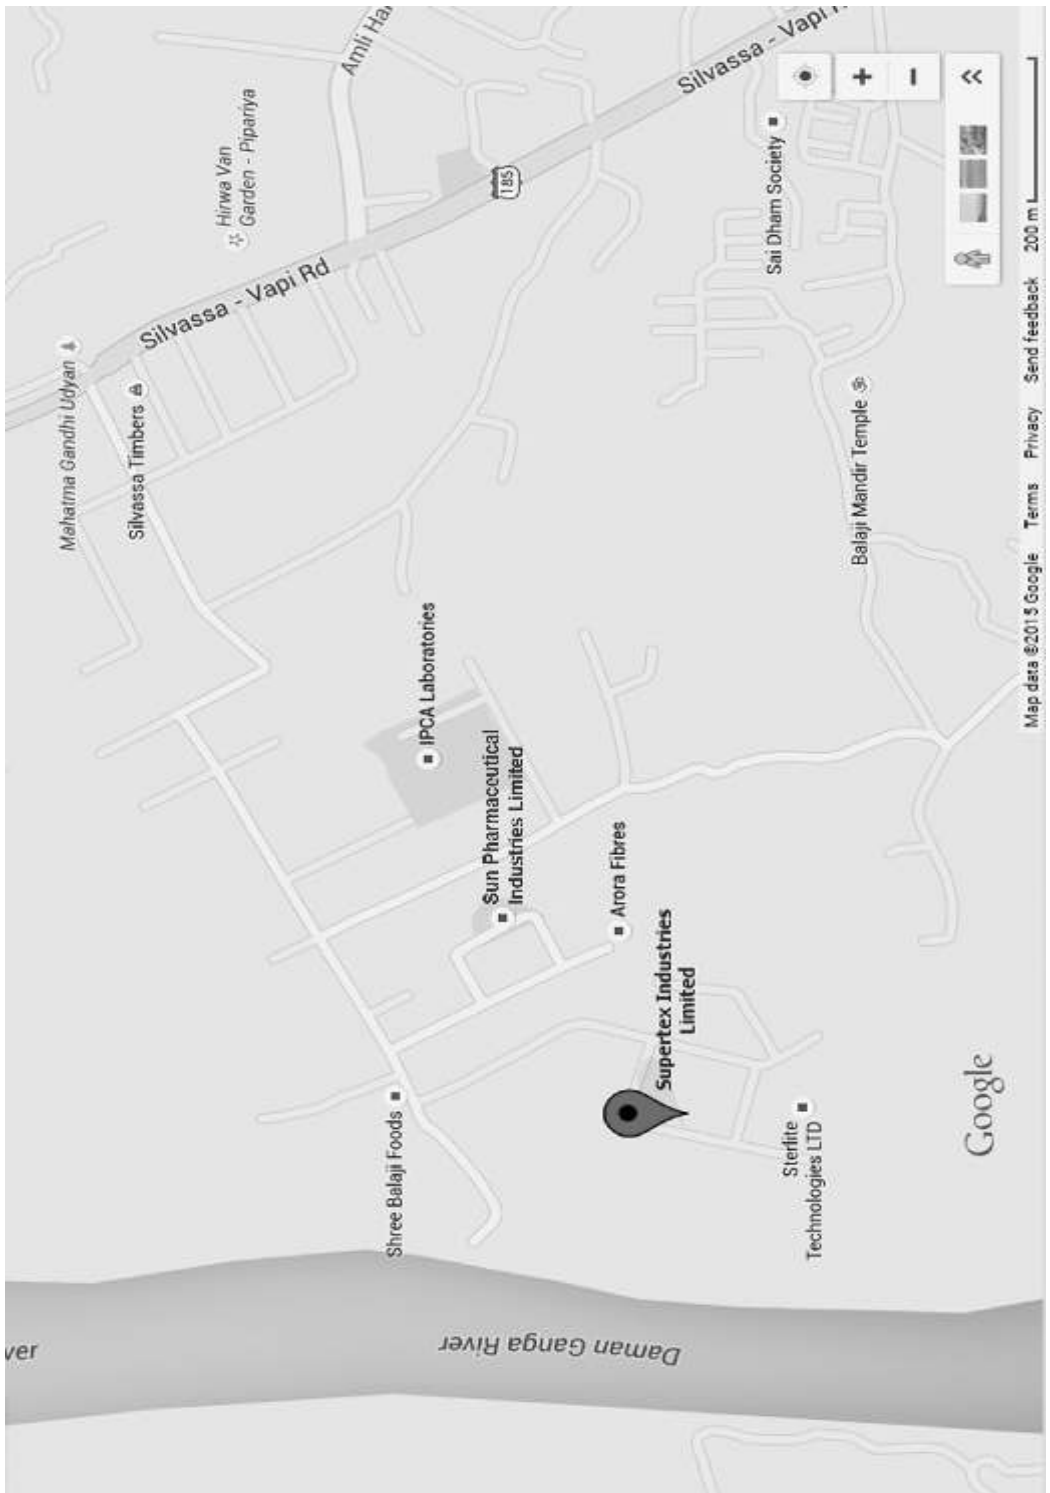 ver
Mahatma Gandhi Udyan
Silvassa Timbers
Hirwa Van
Garden - Pipariya
Silvassa - Vapi Rd
Amli Har
Shree Balaji Foods
IPCA Laboratories
Sun Pharmaceutical
Industries Limited
185
Daman Ganga River
Arora Fibres
Supertex Industries
Limited
Silvassa - Vapi R
Sai Dham Society
Sterlite
Technologies LTD
Balaji Mandir Temple
Google
Map data ©2015 Google Terms Privacy Send feedback 200 m